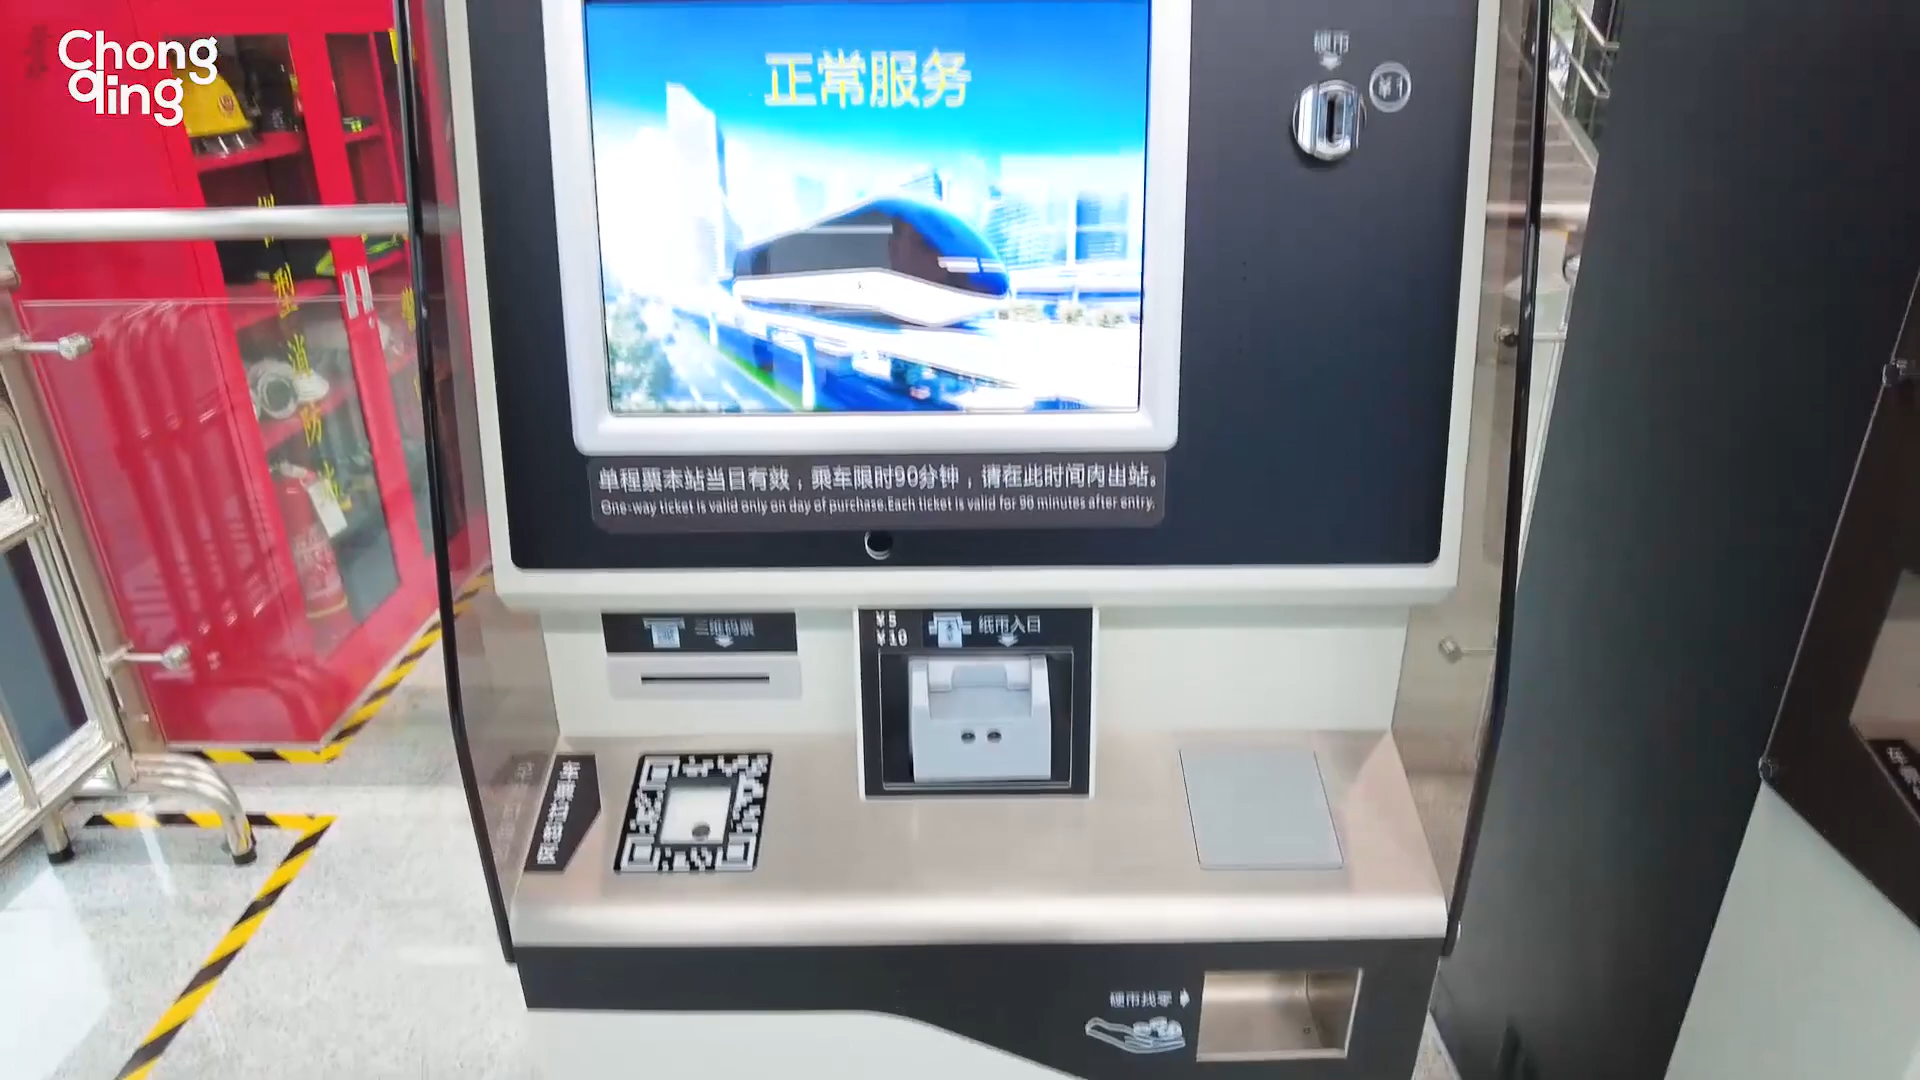 Chong
qing
正常服务
硬币
¥1
单程票本站当日有效，乘车限时90分钟，请在此时间内出站。
One-way ticket is valid only on day of purchase.Each ticket is valid for 90 minutes after entry.
二维码票
¥5
¥10
纸币入口
硬币找零
型消防